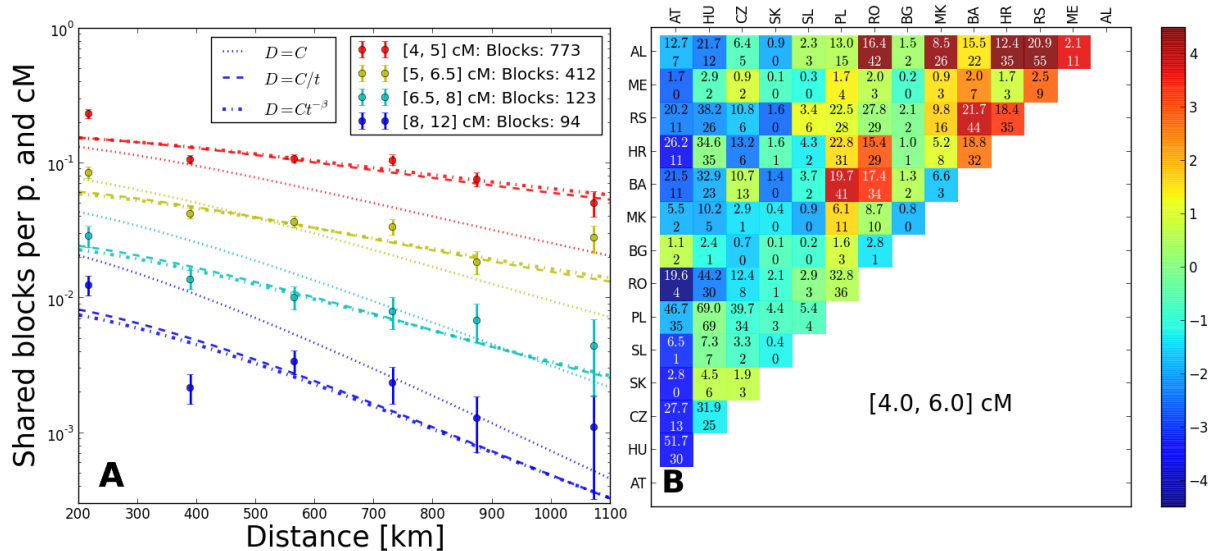 10^0
10^{-1}
10^{-2}
10^{-3}
Shared blocks per p. and cM
D=C
D=C/t
D=Ct^{-β}
[4, 5] cM: Blocks: 773
[5, 6.5] cM: Blocks: 412
[6.5, 8] cM: Blocks: 123
[8, 12] cM: Blocks: 94
A
200 300 400 500 600 700 800 900 1000 1100
Distance [km]
AT HU CZ SK SL PL RO BG MK BA HR RS ME AL
AL 12.7 21.7 6.4 0.9 2.3 13.0 16.4 1.5 8.5 15.5 12.4 20.9 2.1
7 12 5 0 3 15 42 2 26 22 35 55 11
ME 1.7 2.9 0.9 0.1 0.3 1.7 2.0 0.2 0.9 2.0 1.7 2.5
0 2 2 0 0 4 3 0 3 7 3 9
RS 20.2 38.2 10.8 1.6 3.4 22.5 27.8 2.1 9.8 21.7 18.4
11 26 6 0 6 28 29 2 16 44 35
HR 26.2 34.6 13.2 1.6 4.3 22.8 15.4 1.0 5.2 18.8
11 35 6 1 2 31 29 1 8 32
BA 21.5 32.9 10.7 1.4 3.7 19.7 17.4 1.3 6.6
11 23 13 0 2 41 34 2 3
MK 5.5 10.2 2.9 0.4 0.9 6.1 8.7 0.8
2 5 1 0 0 11 10 0
BG 1.1 2.4 0.7 0.1 0.2 1.6 2.8
2 1 0 0 0 3 1
RO 19.6 44.2 12.4 2.1 2.9 32.8
4 30 8 1 3 36
PL 46.7 69.0 39.7 4.4 5.4
35 69 34 3 4
SL 6.5 7.3 3.3 0.4
1 7 2 0
SK 2.8 4.5 1.9
0 6 3
CZ 27.7 31.9
13 25
HU 51.7
30
AT
[4.0, 6.0] cM
B
4
3
2
1
0
−1
−2
−3
−4